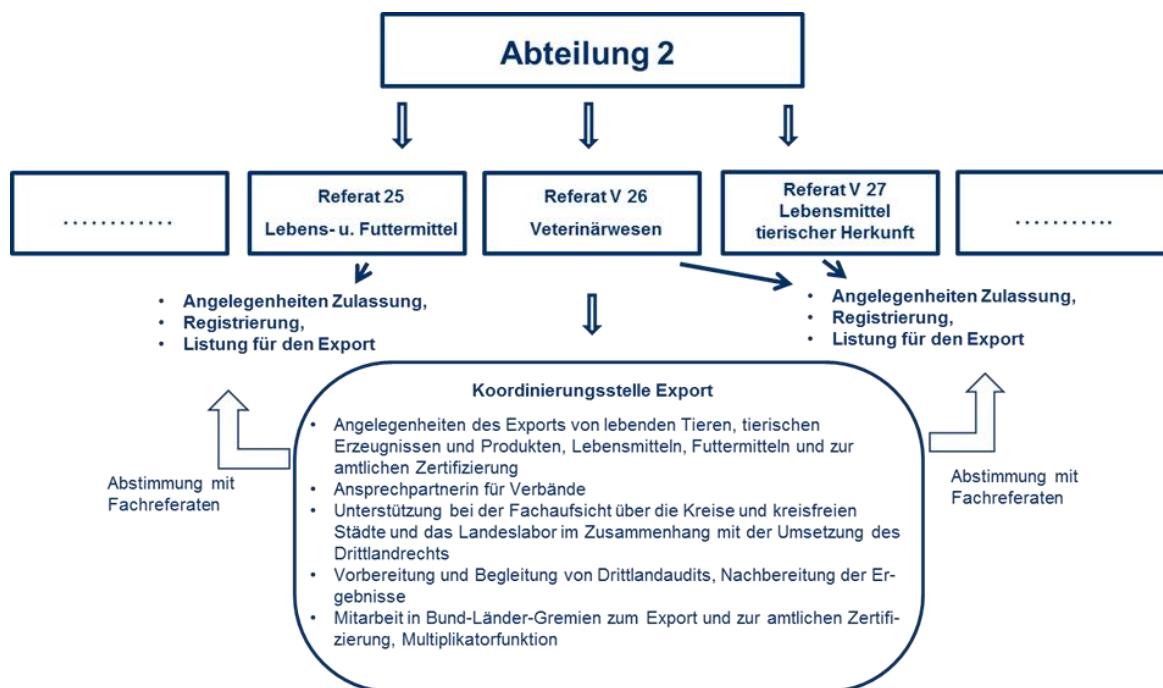 Abteilung 2
…………
Referat 25
Lebens- u. Futtermittel
Referat V 26
Veterinärwesen
Referat V 27
Lebensmittel
tierischer Herkunft
………..
• Angelegenheiten Zulassung,
• Registrierung,
• Listung für den Export
• Angelegenheiten Zulassung,
• Registrierung,
• Listung für den Export
Abstimmung mit
Fachreferaten
Koordinierungsstelle Export
• Angelegenheiten des Exports von lebenden Tieren, tierischen
Erzeugnissen und Produkten, Lebensmitteln, Futtermitteln und zur
amtlichen Zertifizierung
• Ansprechpartnerin für Verbände
• Unterstützung bei der Fachaufsicht über die Kreise und kreisfreien
Städte und das Landeslabor im Zusammenhang mit der Umsetzung des
Drittlandrechts
• Vorbereitung und Begleitung von Drittlandaudits, Nachbereitung der Er-
gebnisse
• Mitarbeit in Bund-Länder-Gremien zum Export und zur amtlichen Zertifi-
zierung, Multiplikatorfunktion
Abstimmung mit
Fachreferaten